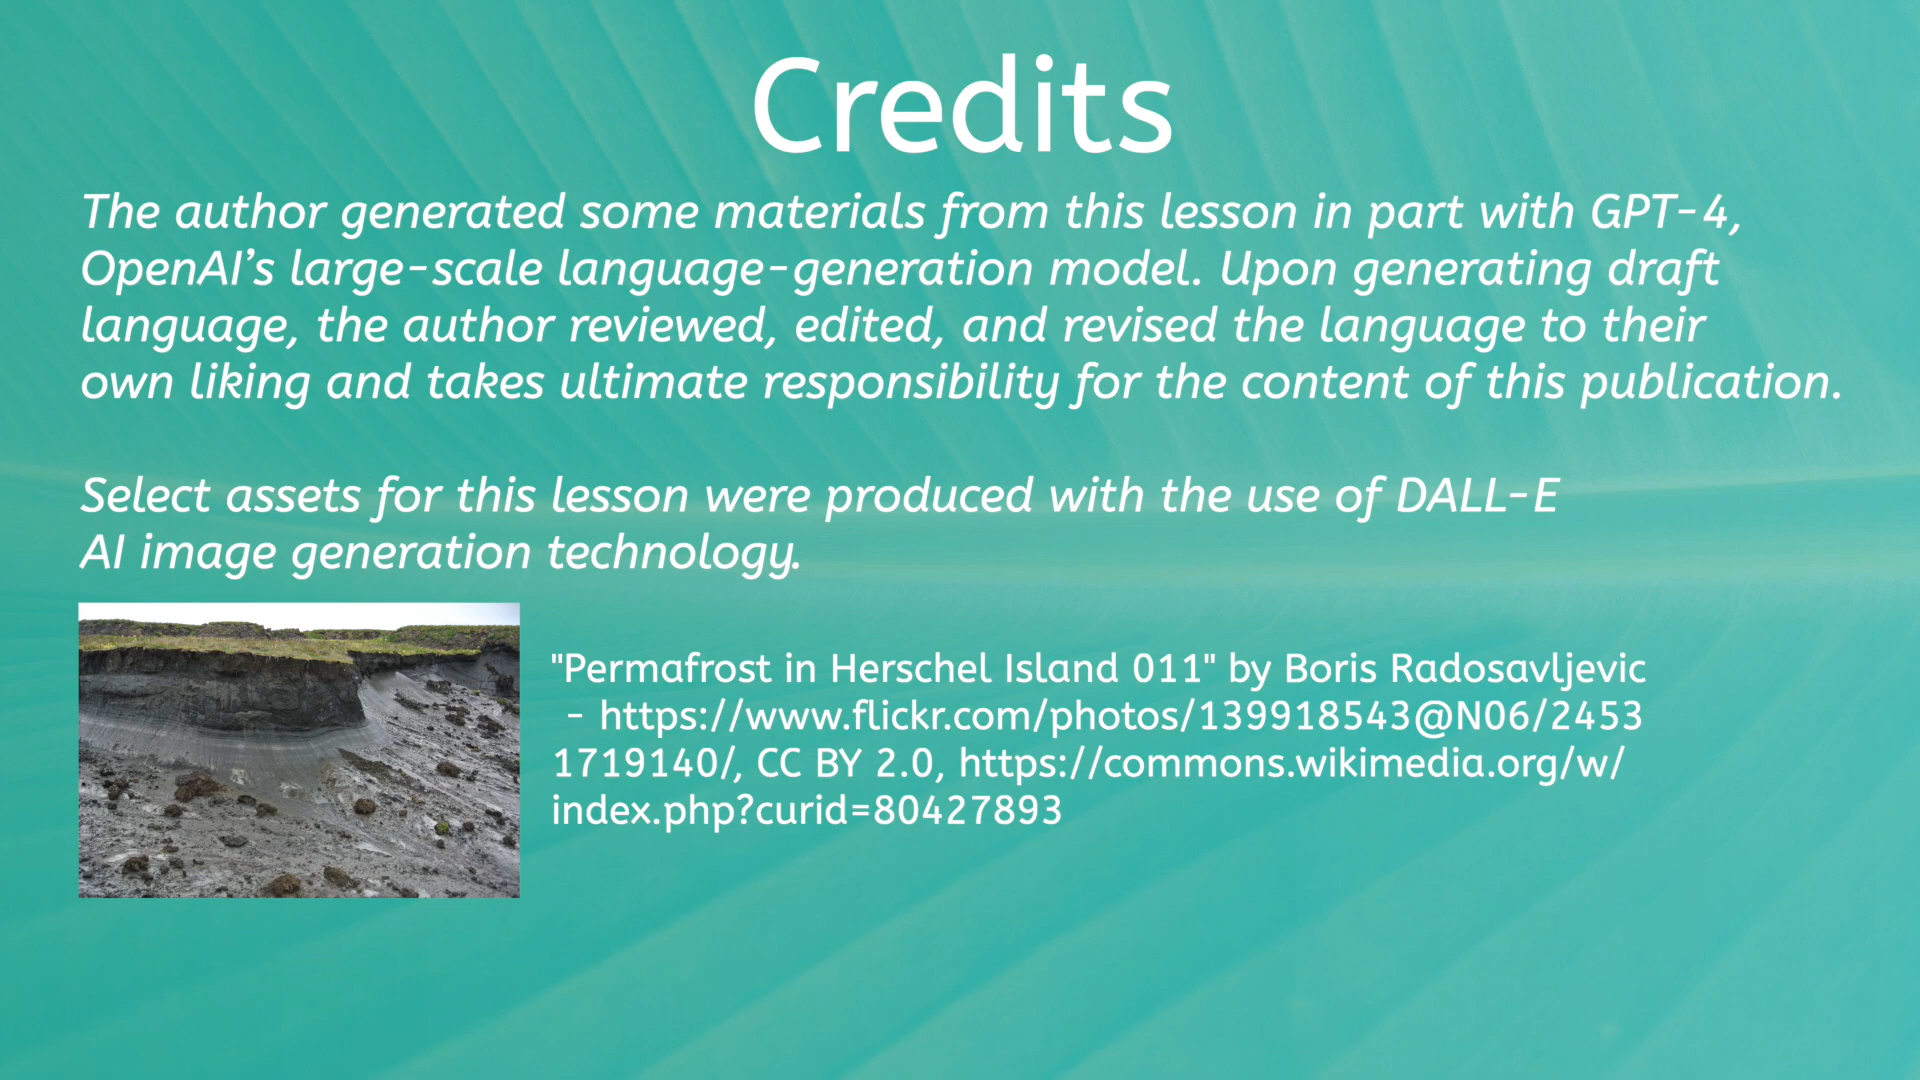 Credits
The author generated some materials from this lesson in part with GPT-4,
OpenAI’s large-scale language-generation model. Upon generating draft
language, the author reviewed, edited, and revised the language to their
own liking and takes ultimate responsibility for the content of this publication.
Select assets for this lesson were produced with the use of DALL-E
AI image generation technology.
"Permafrost in Herschel Island 011" by Boris Radosavljevic
- https://www.flickr.com/photos/139918543@N06/2453
1719140/, CC BY 2.0, https://commons.wikimedia.org/w/
index.php?curid=80427893